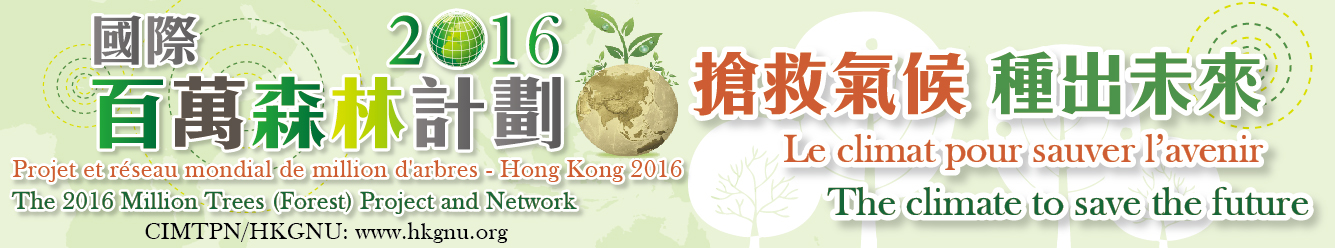 國際 2016
百萬森林計劃
Projet et réseau mondial de million d'arbres - Hong Kong 2016
The 2016 Million Trees (Forest) Project and Network
CIMTPN/HKGNU: www.hkgnu.org
搶救氣候 種出未來
Le climat pour sauver l'avenir
The climate to save the future